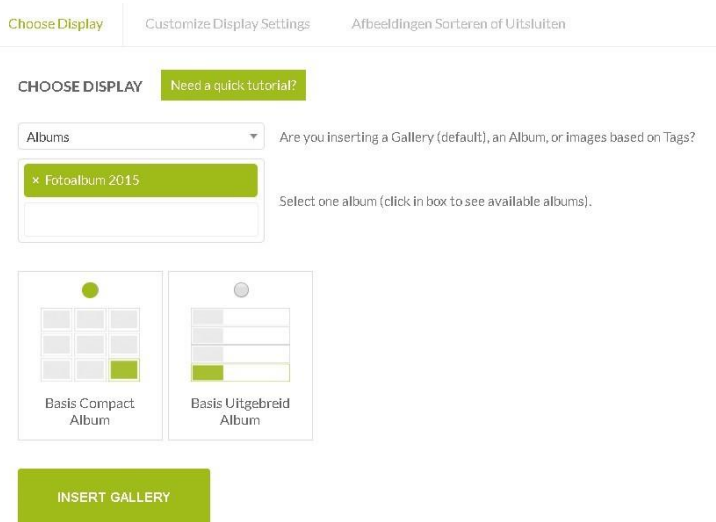 Choose Display Customize Display Settings Afbeeldingen Sorteren of Uitsluiten
CHOOSE DISPLAY Need a quick tutorial?
Albums Are you inserting a Gallery (default), an Album, or images based on Tags?
× Fotoalbum 2015
Select one album (click in box to see available albums).
Basis Compact
Album
Basis Uitgebreid
Album
INSERT GALLERY